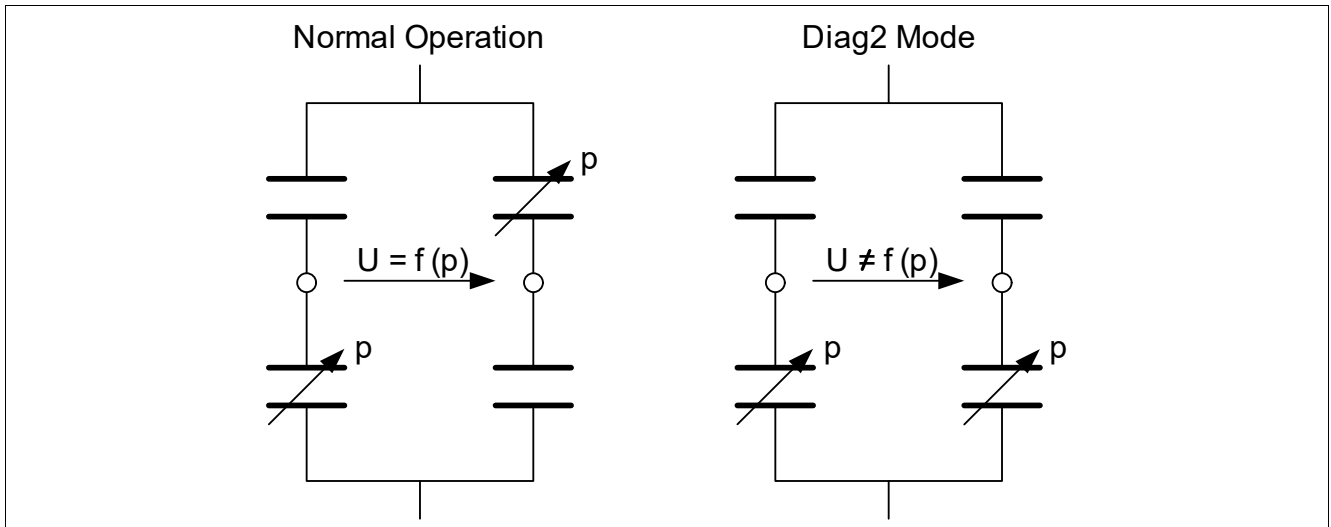 Normal Operation
Diag2 Mode
p
U = f (p)
U ≠ f (p)
p
p
p